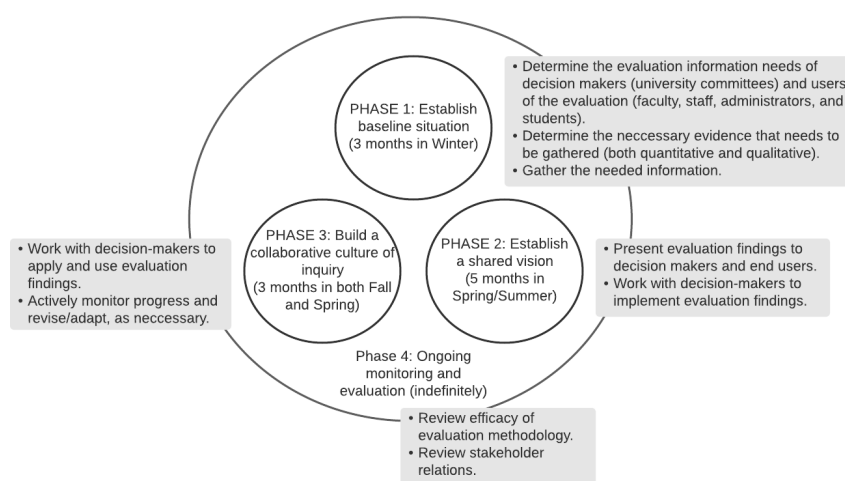 PHASE 1: Establish
baseline situation
(3 months in Winter)
• Determine the evaluation information needs of
decision makers (university committees) and users
of the evaluation (faculty, staff, administrators, and
students).
• Determine the neccessary evidence that needs to
be gathered (both quantitative and qualitative).
• Gather the needed information.
PHASE 2: Establish
a shared vision
(5 months in
Spring/Summer)
• Present evaluation findings to
decision makers and end users.
• Work with decision-makers to
implement evaluation findings.
PHASE 3: Build a
collaborative culture of
inquiry
(3 months in both Fall
and Spring)
• Work with decision-makers to
apply and use evaluation
findings.
• Actively monitor progress and
revise/adapt, as neccessary.
Phase 4: Ongoing
monitoring and
evaluation (indefinitely)
• Review efficacy of
evaluation methodology.
• Review stakeholder
relations.